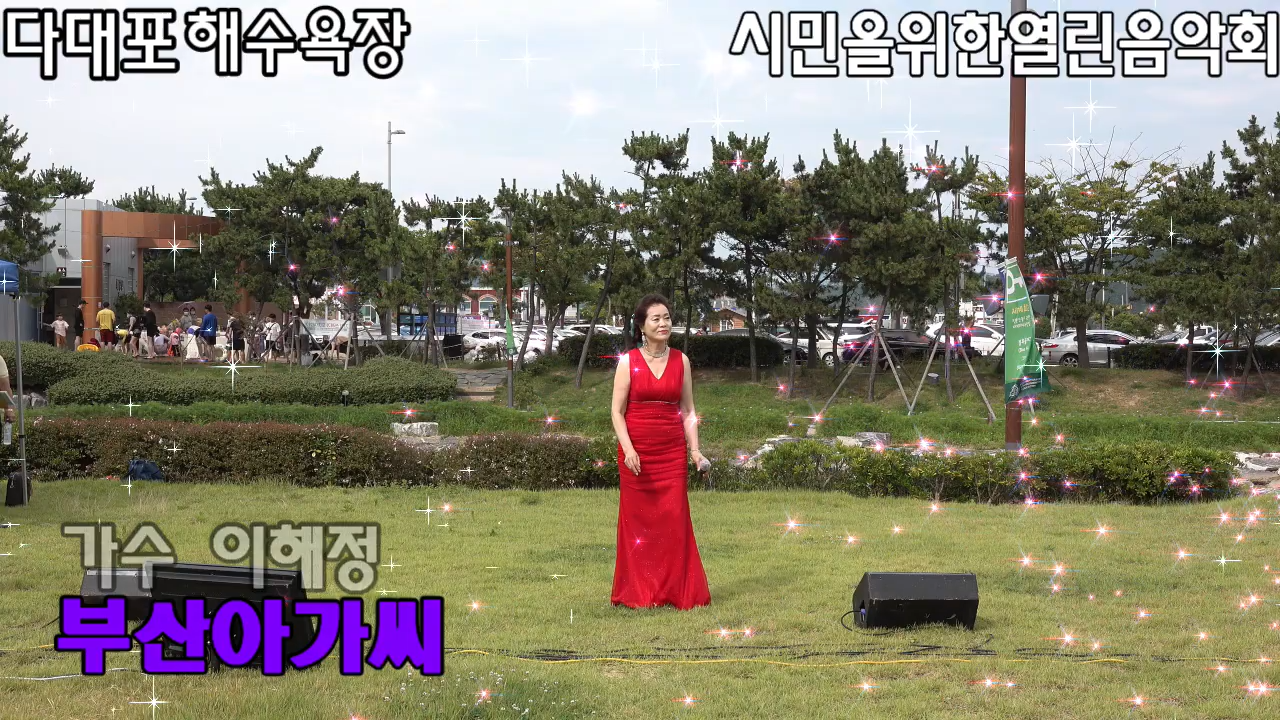 다대포해수욕장
시민을위한열린음악회
가수 이혜정
부산아가씨